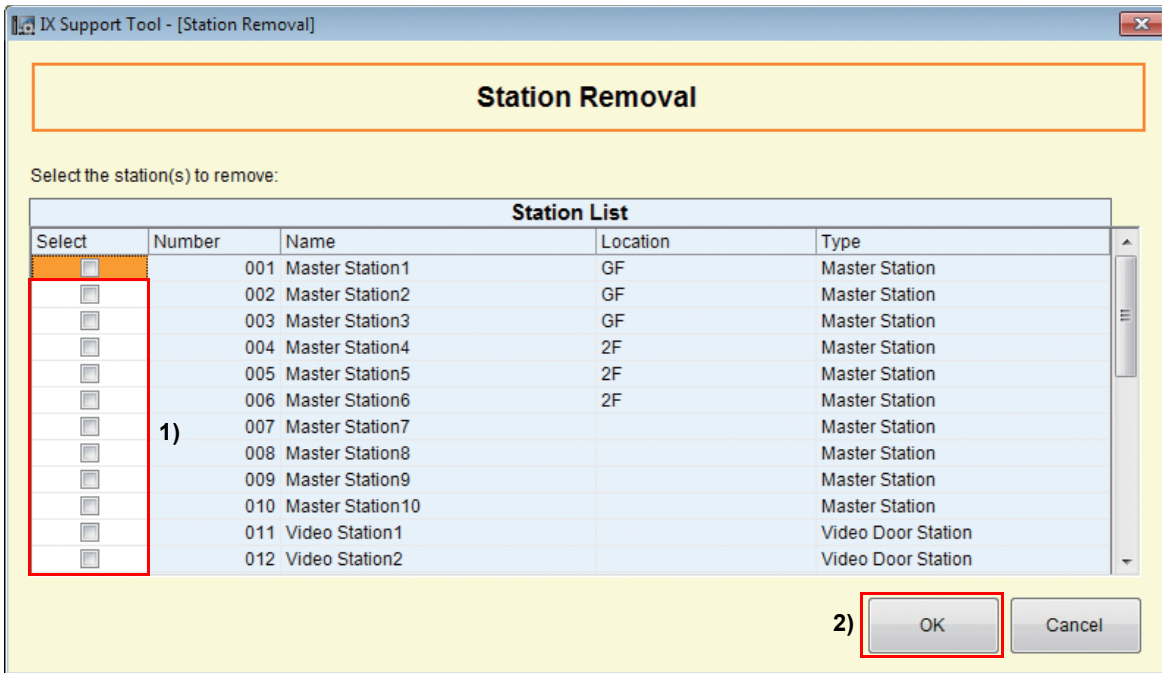 IX Support Tool - [Station Removal]
Station Removal
Select the station(s) to remove:
Station List
Select Number Name Location Type
001 Master Station1 GF Master Station
002 Master Station2 GF Master Station
003 Master Station3 GF Master Station
004 Master Station4 2F Master Station
005 Master Station5 2F Master Station
006 Master Station6 2F Master Station
1) 007 Master Station7 Master Station
008 Master Station8 Master Station
009 Master Station9 Master Station
010 Master Station10 Master Station
011 Video Station1 Video Door Station
012 Video Station2 Video Door Station
2) OK Cancel